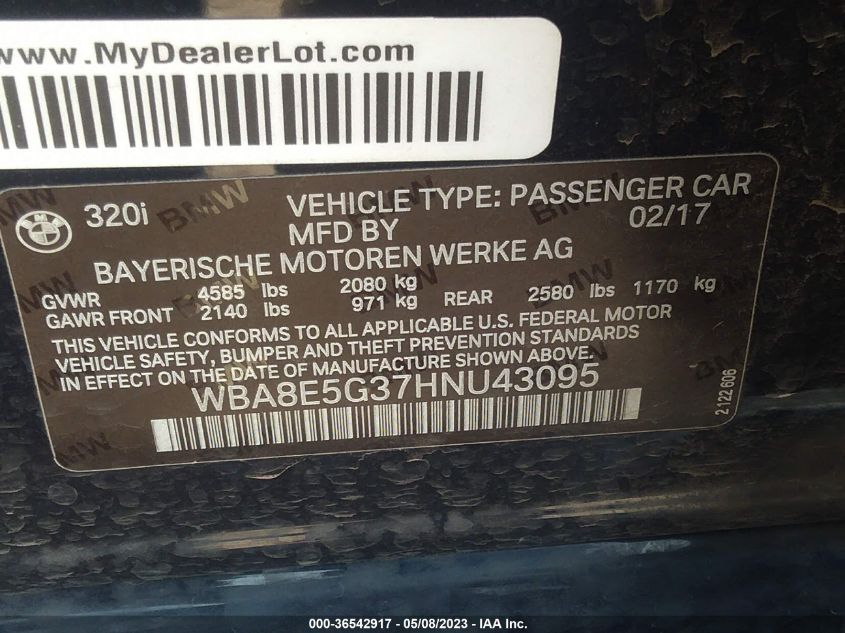 www.MyDealerLot.com
BMW 320i VEHICLE TYPE: PASSENGER CAR
MFD BY 02/17
BAYERISCHE MOTOREN WERKE AG
GVWR 4585 lbs 2080 kg
GAWR FRONT 2140 lbs 971 kg REAR 2580 lbs 1170 kg
THIS VEHICLE CONFORMS TO ALL APPLICABLE U.S. FEDERAL MOTOR
VEHICLE SAFETY, BUMPER AND THEFT PREVENTION STANDARDS
IN EFFECT ON THE DATE OF MANUFACTURE SHOWN ABOVE.
WBA8E5G37HNU43095
2122606
000-36542917 - 05/08/2023 - IAA Inc.